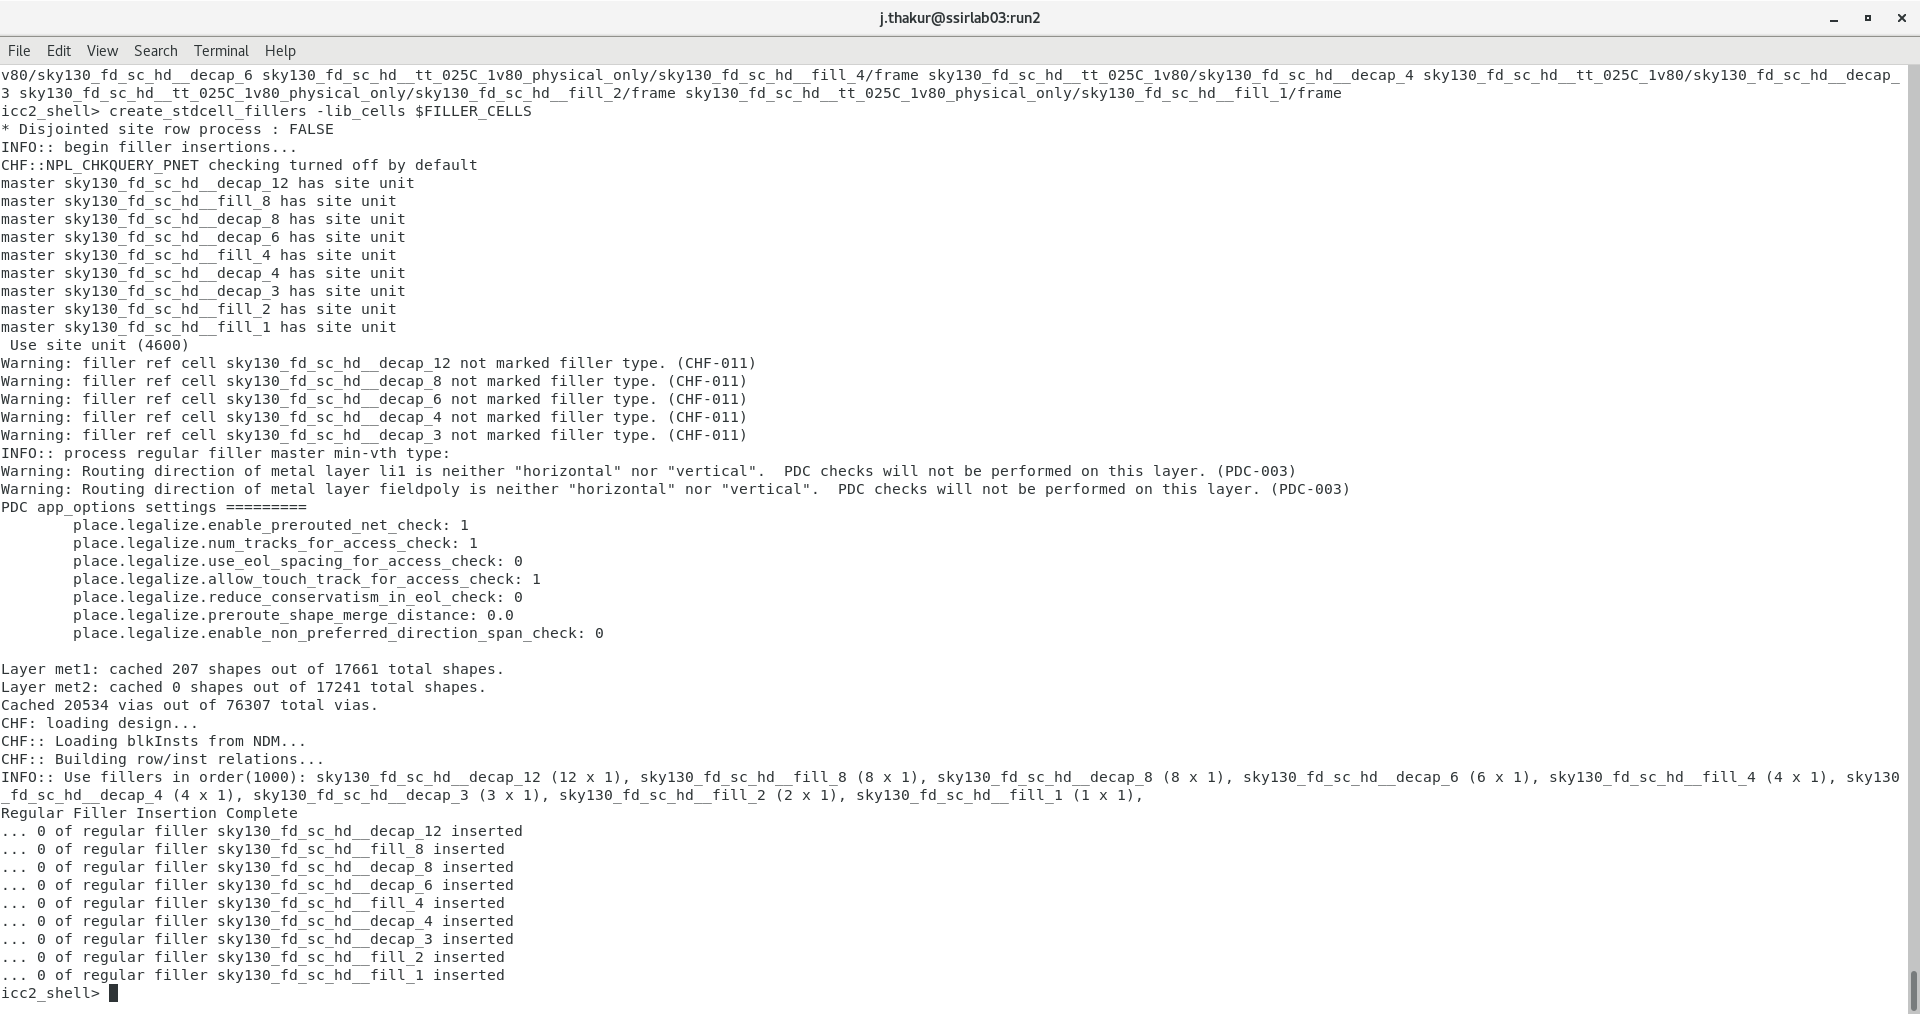 j.thakur@ssirlab03:run2
File Edit View Search Terminal Help
v80/sky130_fd_sc_hd__decap_6 sky130_fd_sc_hd__tt_025C_1v80_physical_only/sky130_fd_sc_hd__fill_4/frame sky130_fd_sc_hd__tt_025C_1v80/sky130_fd_sc_hd__decap_4 sky130_fd_sc_hd__tt_025C_1v80/sky130_fd_sc_hd__decap_
3 sky130_fd_sc_hd__tt_025C_1v80_physical_only/sky130_fd_sc_hd__fill_2/frame sky130_fd_sc_hd__tt_025C_1v80_physical_only/sky130_fd_sc_hd__fill_1/frame
icc2_shell> create_stdcell_fillers -lib_cells $FILLER_CELLS
* Disjointed site row process : FALSE
INFO:: begin filler insertions...
CHF::NPL_CHKQUERY_PNET checking turned off by default
master sky130_fd_sc_hd__decap_12 has site unit
master sky130_fd_sc_hd__fill_8 has site unit
master sky130_fd_sc_hd__decap_8 has site unit
master sky130_fd_sc_hd__decap_6 has site unit
master sky130_fd_sc_hd__fill_4 has site unit
master sky130_fd_sc_hd__decap_4 has site unit
master sky130_fd_sc_hd__decap_3 has site unit
master sky130_fd_sc_hd__fill_2 has site unit
master sky130_fd_sc_hd__fill_1 has site unit
 Use site unit (4600)
Warning: filler ref cell sky130_fd_sc_hd__decap_12 not marked filler type. (CHF-011)
Warning: filler ref cell sky130_fd_sc_hd__decap_8 not marked filler type. (CHF-011)
Warning: filler ref cell sky130_fd_sc_hd__decap_6 not marked filler type. (CHF-011)
Warning: filler ref cell sky130_fd_sc_hd__decap_4 not marked filler type. (CHF-011)
Warning: filler ref cell sky130_fd_sc_hd__decap_3 not marked filler type. (CHF-011)
INFO:: process regular filler master min-vth type:
Warning: Routing direction of metal layer li1 is neither "horizontal" nor "vertical".  PDC checks will not be performed on this layer. (PDC-003)
Warning: Routing direction of metal layer fieldpoly is neither "horizontal" nor "vertical".  PDC checks will not be performed on this layer. (PDC-003)
PDC app_options settings =========
        place.legalize.enable_prerouted_net_check: 1
        place.legalize.num_tracks_for_access_check: 1
        place.legalize.use_eol_spacing_for_access_check: 0
        place.legalize.allow_touch_track_for_access_check: 1
        place.legalize.reduce_conservatism_in_eol_check: 0
        place.legalize.preroute_shape_merge_distance: 0.0
        place.legalize.enable_non_preferred_direction_span_check: 0
Layer met1: cached 207 shapes out of 17661 total shapes.
Layer met2: cached 0 shapes out of 17241 total shapes.
Cached 20534 vias out of 76307 total vias.
CHF: loading design...
CHF:: Loading blkInsts from NDM...
CHF:: Building row/inst relations...
INFO:: Use fillers in order(1000): sky130_fd_sc_hd__decap_12 (12 x 1), sky130_fd_sc_hd__fill_8 (8 x 1), sky130_fd_sc_hd__decap_8 (8 x 1), sky130_fd_sc_hd__decap_6 (6 x 1), sky130_fd_sc_hd__fill_4 (4 x 1), sky130
_fd_sc_hd__decap_4 (4 x 1), sky130_fd_sc_hd__decap_3 (3 x 1), sky130_fd_sc_hd__fill_2 (2 x 1), sky130_fd_sc_hd__fill_1 (1 x 1),
Regular Filler Insertion Complete
... 0 of regular filler sky130_fd_sc_hd__decap_12 inserted
... 0 of regular filler sky130_fd_sc_hd__fill_8 inserted
... 0 of regular filler sky130_fd_sc_hd__decap_8 inserted
... 0 of regular filler sky130_fd_sc_hd__decap_6 inserted
... 0 of regular filler sky130_fd_sc_hd__fill_4 inserted
... 0 of regular filler sky130_fd_sc_hd__decap_4 inserted
... 0 of regular filler sky130_fd_sc_hd__decap_3 inserted
... 0 of regular filler sky130_fd_sc_hd__fill_2 inserted
... 0 of regular filler sky130_fd_sc_hd__fill_1 inserted
icc2_shell>